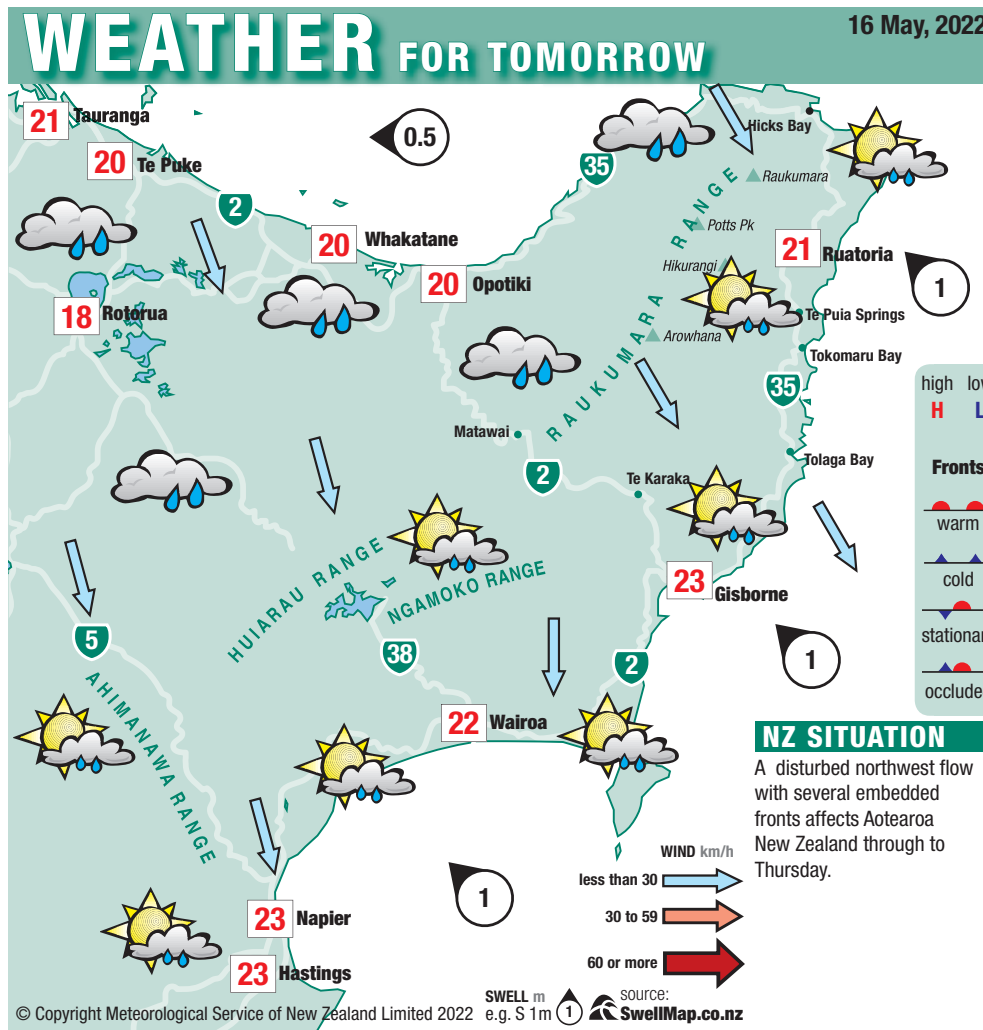 WEATHER FOR TOMORROW
16 May, 2022
21 Tauranga
20 Te Puke
0.5
35
Hicks Bay
Raukumara
2
Potts Pk
20 Whakatane
21 Ruatoria
Hikurangi
20 Opotiki
1
18 Rotorua
Te Puia Springs
Arowhana
Tokomaru Bay
RAUKUMARA RANGE
35
high
H
L
Matawai
Tolaga Bay
2
Te Karaka
Fronts
warm
HUIARAU RANGE
NGAMOKO RANGE
cold
23 Gisborne
5
38
2
1
AHIMANAWA RANGE
22 Wairoa
NZ SITUATION
A disturbed northwest flow
with several embedded
fronts affects Aotearoa
New Zealand through to
Thursday.
WIND km/h
less than 30
1
30 to 59
23 Napier
60 or more
23 Hastings
SWELL m
e.g. S 1m
1
source:
SwellMap.co.nz
© Copyright Meteorological Service of New Zealand Limited 2022